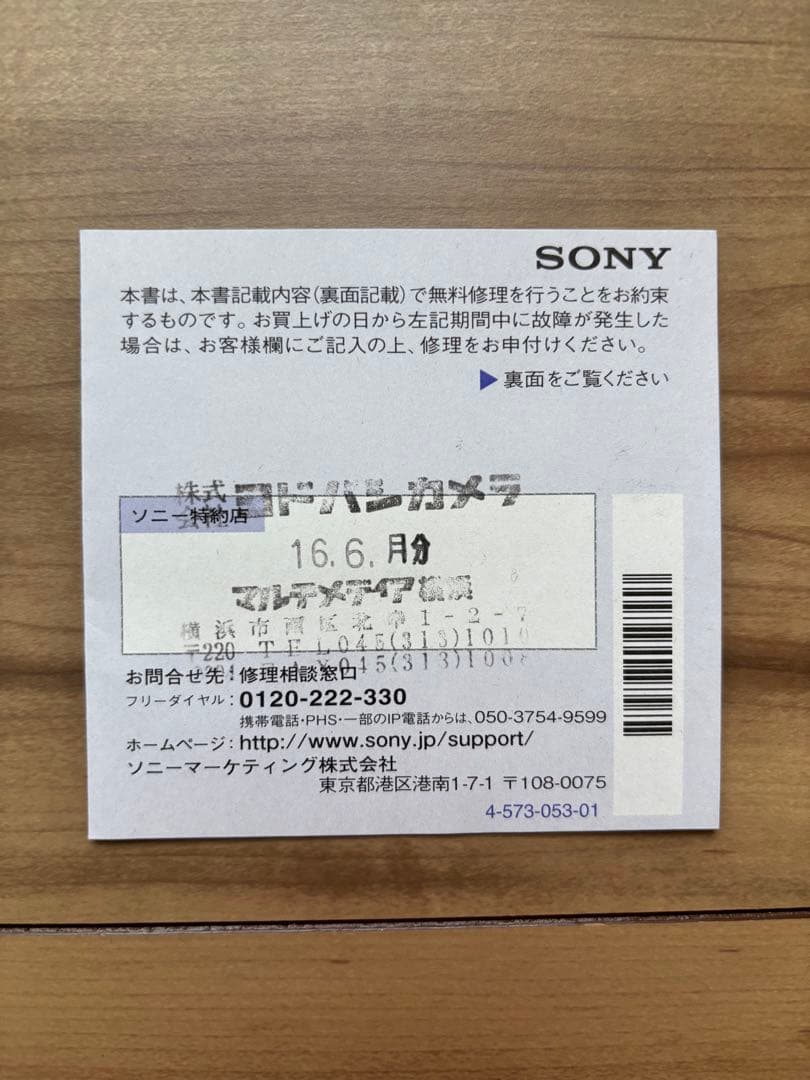 SONY
本書は、本書記載内容(裏面記載)で無料修理を行うことをお約束
するものです。お買上げの日から左記期間中に故障が発生した
場合は、お客様欄にご記入の上、修理をお申付けください。
▶裏面をご覧ください
株式会社 ヨドバシカメラ
ソニー特約店
16.6.月分
マルチメディア横浜
横浜市西区北幸1-2-7
〒220 TEL045(313)1010
FAX045(313)1008
お問合せ先:修理相談窓口
フリーダイヤル:0120-222-330
携帯電話・PHS・一部のIP電話からは、050-3754-9599
ホームページ:http://www.sony.jp/support/
ソニーマーケティング株式会社
東京都港区港南1-7-1 〒108-0075
4-573-053-01